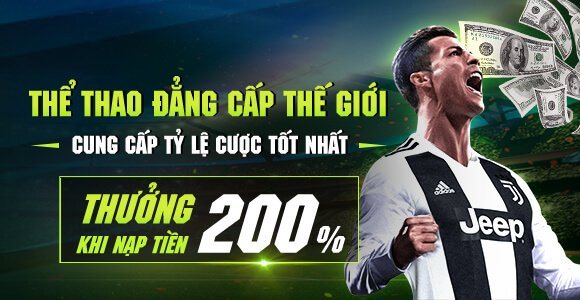 THỂ THAO ĐẲNG CẤP THẾ GIỚI
CUNG CẤP TỶ LỆ CƯỢC TỐT NHẤT
THƯỞNG
KHI NẠP TIỀN
200%
adidas
Jeep